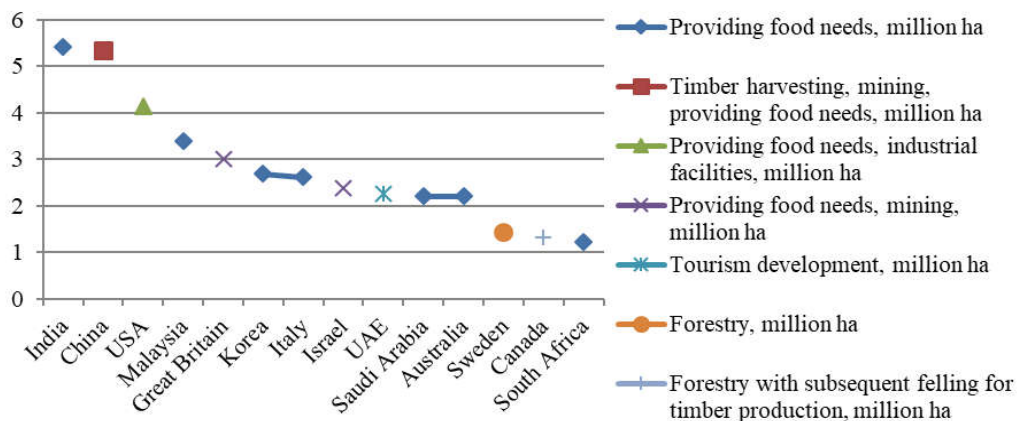 6
5
4
3
2
1
0
India
China
USA
Malaysia
Great Britain
Korea
Italy
Israel
UAE
Saudi Arabia
Australia
Sweden
Canada
South Africa
Providing food needs, million ha
Timber harvesting, mining,
providing food needs, million ha
Providing food needs, industrial
facilities, million ha
Providing food needs, mining,
million ha
Tourism development, million ha
Forestry, million ha
Forestry with subsequent felling for
timber production, million ha